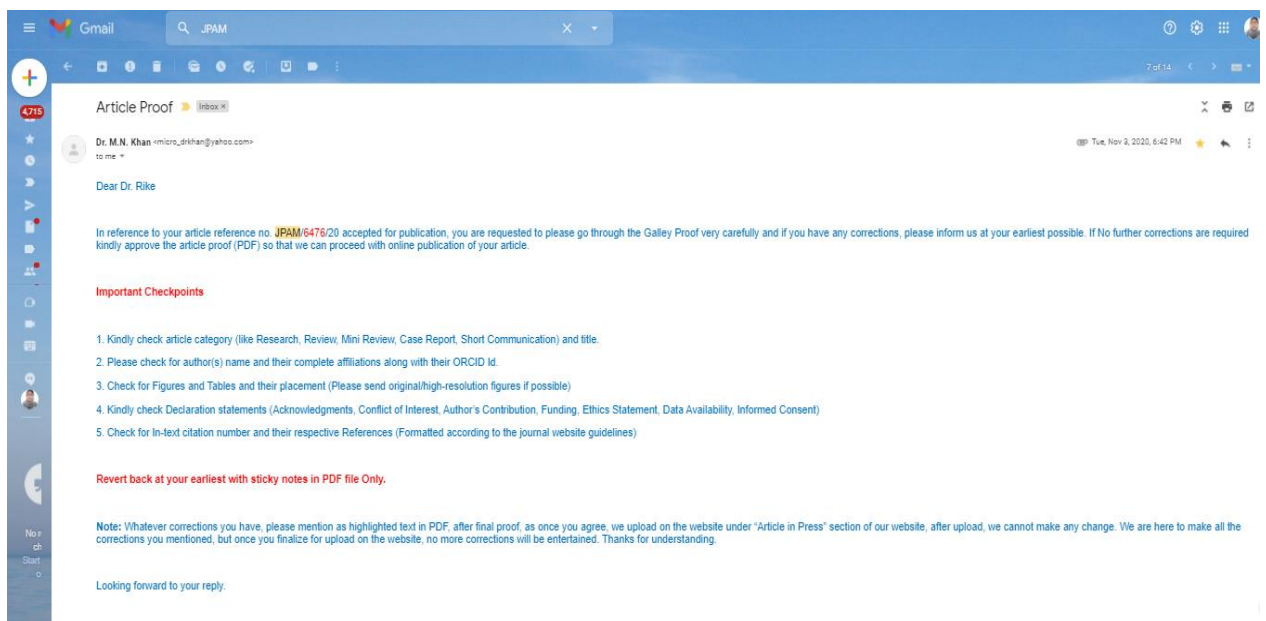 Gmail
JPAM
7 of 14
4,715
Article Proof
Inbox ×
Dr. M.N. Khan <micro_drkhan@yahoo.com>
Tue, Nov 3, 2020, 6:42 PM
to me
Dear Dr. Rike
In reference to your article reference no. JPAM/6476/20 accepted for publication, you are requested to please go through the Galley Proof very carefully and if you have any corrections, please inform us at your earliest possible. If No further corrections are required
kindly approve the article proof (PDF) so that we can proceed with online publication of your article.
Important Checkpoints
1. Kindly check article category (like Research, Review, Mini Review, Case Report, Short Communication) and title.
2. Please check for author(s) name and their complete affiliations along with their ORCID Id.
3. Check for Figures and Tables and their placement (Please send original/high-resolution figures if possible)
4. Kindly check Declaration statements (Acknowledgments, Conflict of Interest, Author's Contribution, Funding, Ethics Statement, Data Availability, Informed Consent)
5. Check for In-text citation number and their respective References (Formatted according to the journal website guidelines)
Revert back at your earliest with sticky notes in PDF file Only.
Note: Whatever corrections you have, please mention as highlighted text in PDF, after final proof, as once you agree, we upload on the website under "Article in Press" section of our website, after upload, we cannot make any change. We are here to make all the
corrections you mentioned, but once you finalize for upload on the website, no more corrections will be entertained. Thanks for understanding.
No r
ch
Start
o
Looking forward to your reply.